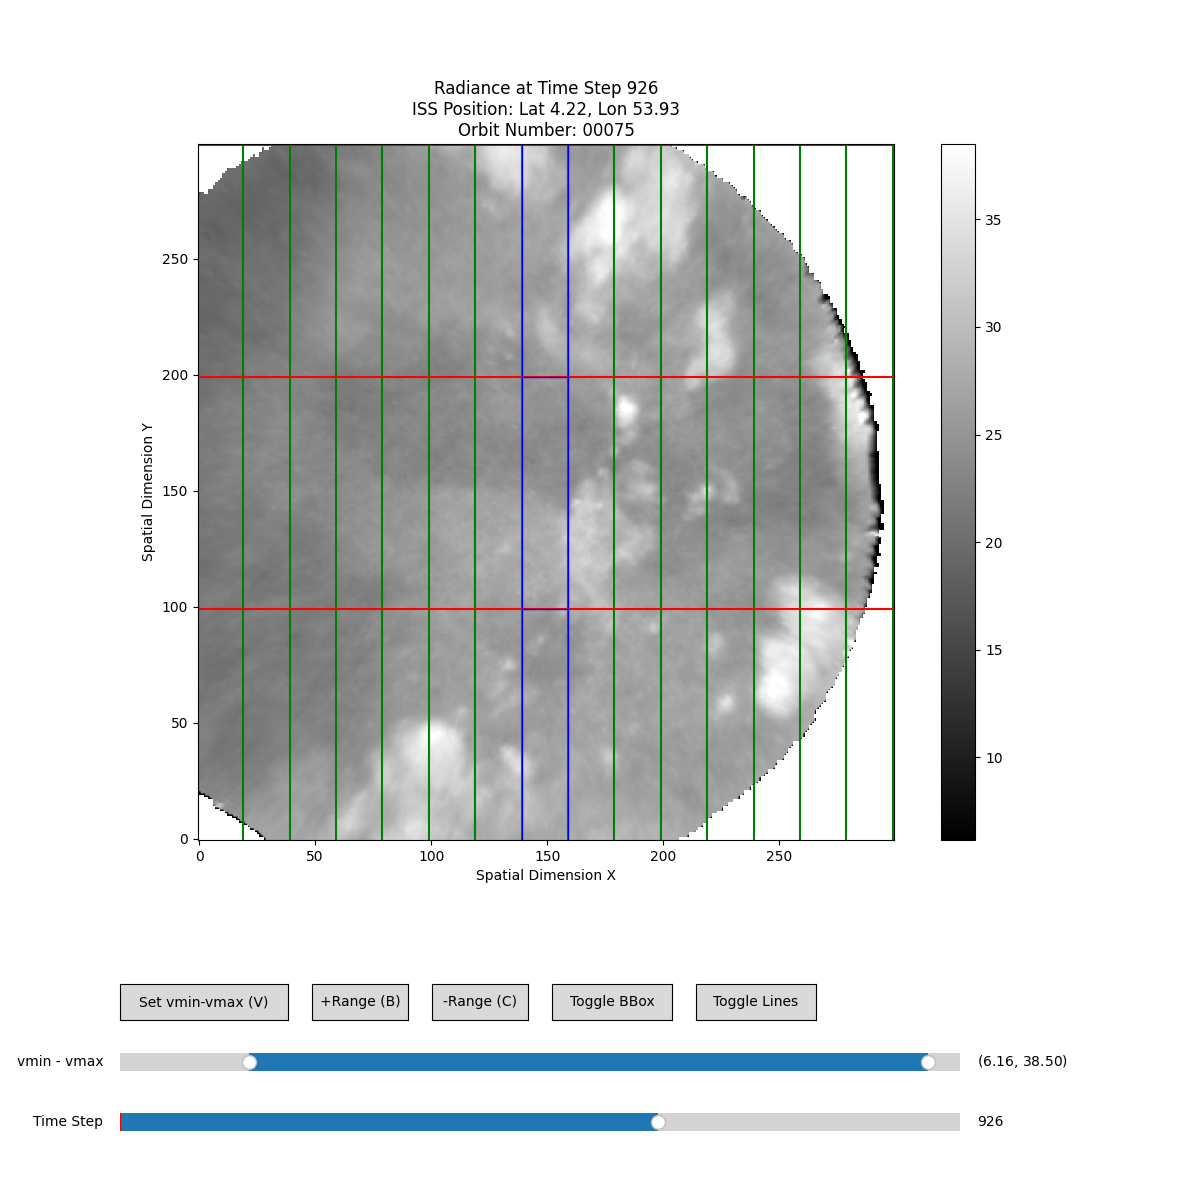 Radiance at Time Step 926
ISS Position: Lat 4.22, Lon 53.93
Orbit Number: 00075
Spatial Dimension Y
250
200
150
100
50
0
0 50 100 150 200 250
Spatial Dimension X
35
30
25
20
15
10
Set vmin-vmax (V) +Range (B) -Range (C) Toggle BBox Toggle Lines
vmin - vmax (6.16, 38.50)
Time Step 926